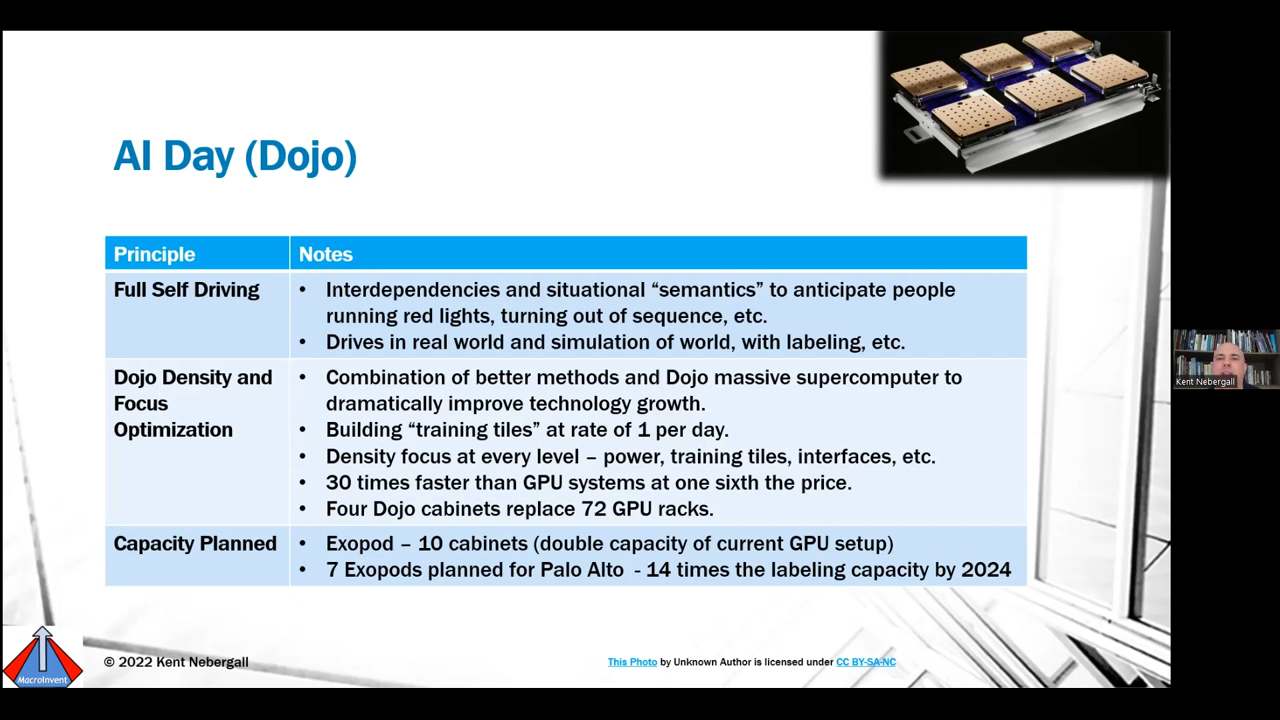 AI Day (Dojo)
Principle
Notes
Full Self Driving
• Interdependencies and situational “semantics” to anticipate people
running red lights, turning out of sequence, etc.
• Drives in real world and simulation of world, with labeling, etc.
Dojo Density and
Focus
Optimization
• Combination of better methods and Dojo massive supercomputer to
dramatically improve technology growth.
• Building “training tiles” at rate of 1 per day.
• Density focus at every level – power, training tiles, interfaces, etc.
• 30 times faster than GPU systems at one sixth the price.
• Four Dojo cabinets replace 72 GPU racks.
Capacity Planned
• Exopod – 10 cabinets (double capacity of current GPU setup)
• 7 Exopods planned for Palo Alto - 14 times the labeling capacity by 2024
Kent Nebergall
MacroInvent
© 2022 Kent Nebergall
This Photo by Unknown Author is licensed under CC BY-SA-NC